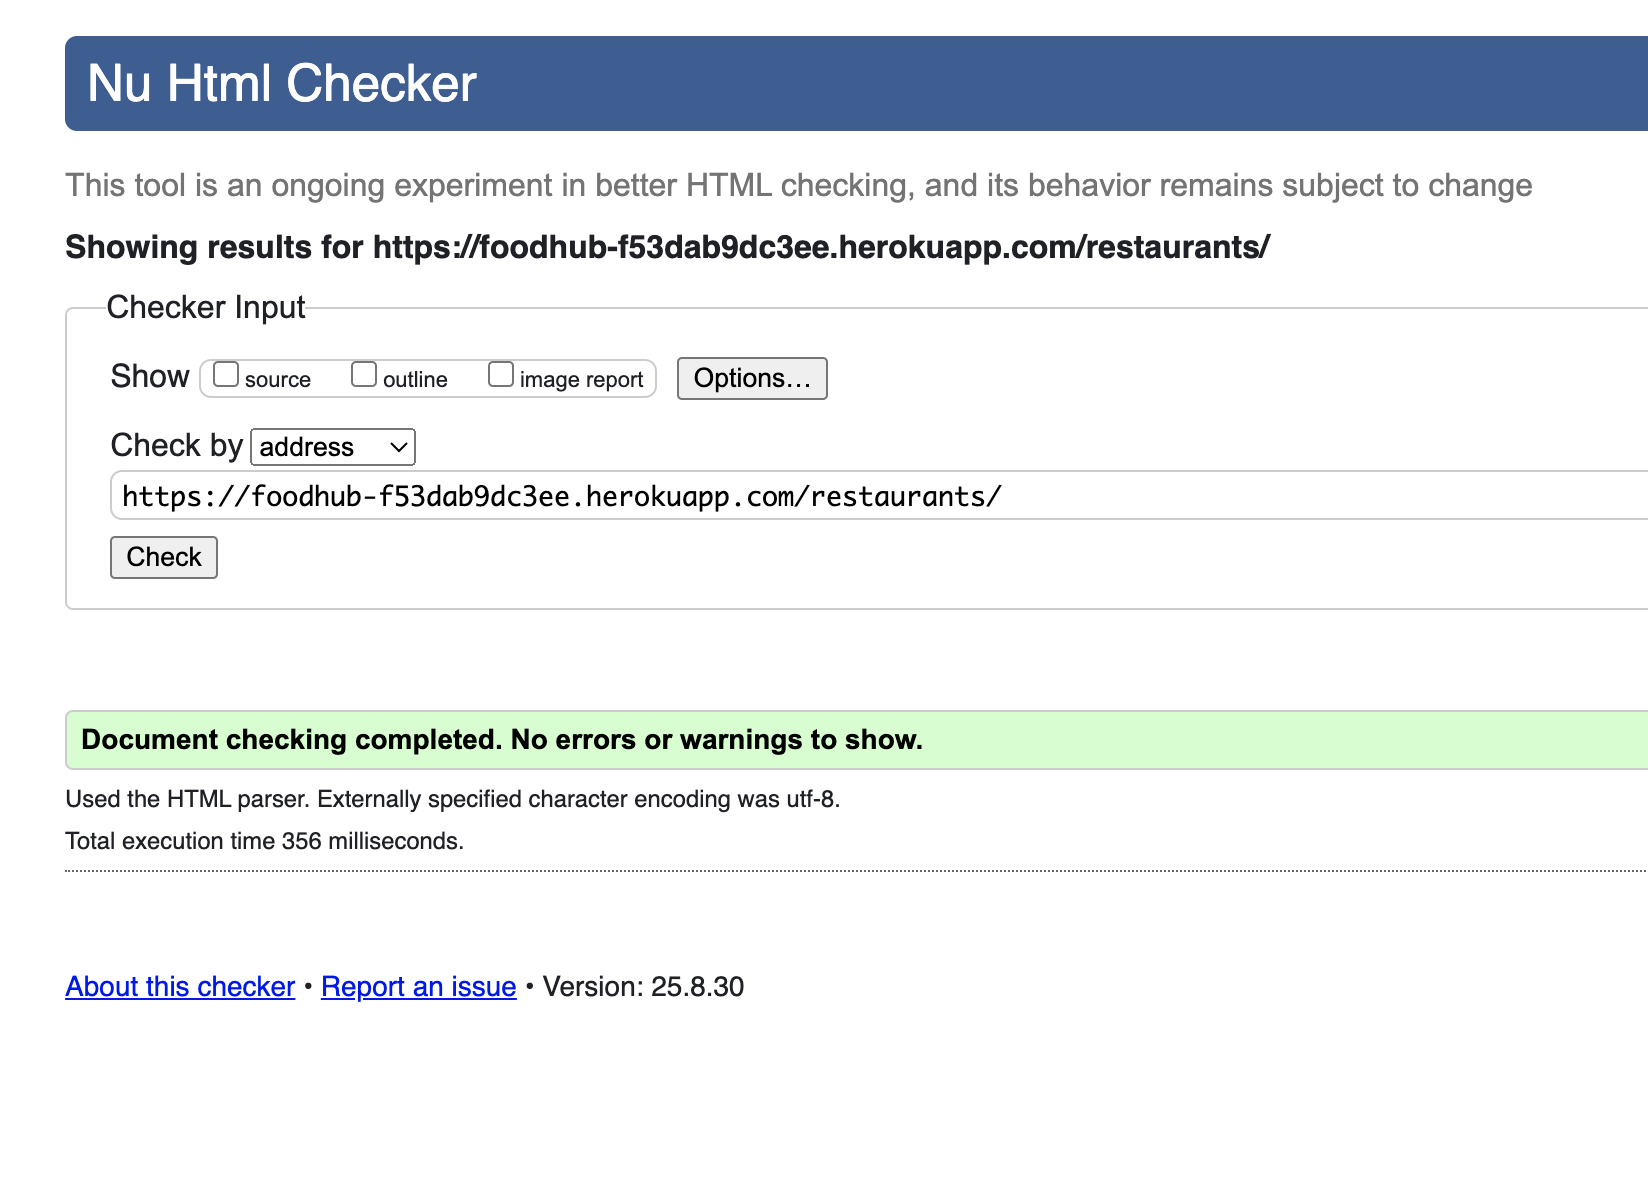 Nu Html Checker
This tool is an ongoing experiment in better HTML checking, and its behavior remains subject to change
Showing results for https://foodhub-f53dab9dc3ee.herokuapp.com/restaurants/
Checker Input
Show source outline image report Options...
Check by address
https://foodhub-f53dab9dc3ee.herokuapp.com/restaurants/
Check
Document checking completed. No errors or warnings to show.
Used the HTML parser. Externally specified character encoding was utf-8.
Total execution time 356 milliseconds.
About this checker • Report an issue • Version: 25.8.30